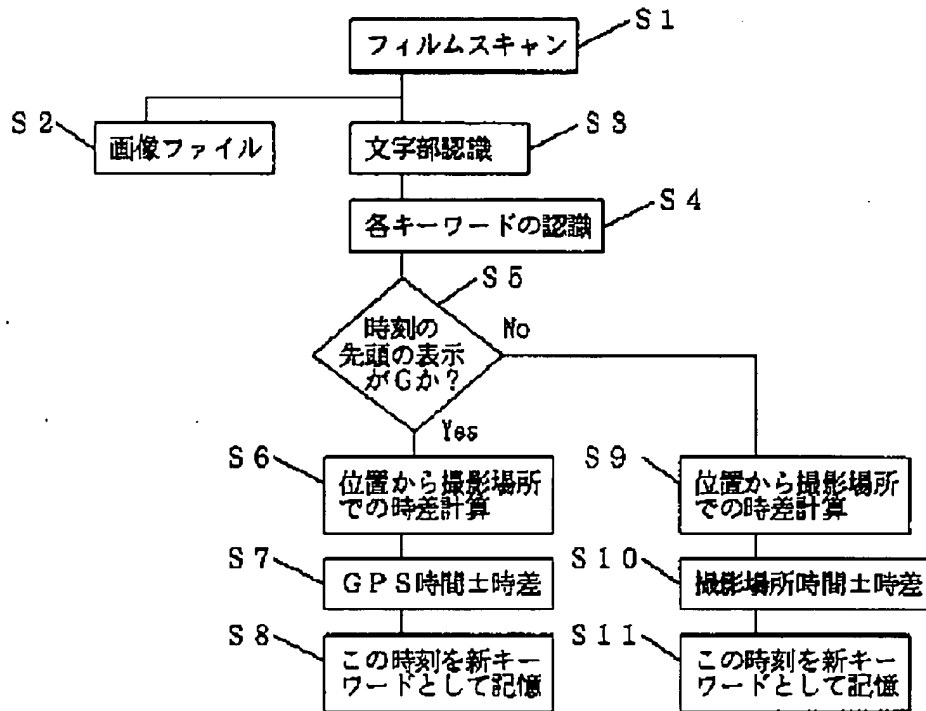 S1
フィルムスキャン
S2
画像ファイル
S3
文字部認識
S4
各キーワードの認識
S5
時刻の
先頭の表示
がGか?
No
Yes
S6
位置から撮影場所
での時差計算
S9
位置から撮影場所
での時差計算
S7
GPS時間±時差
S10
撮影場所時間±時差
S8
この時刻を新キー
ワードとして記憶
S11
この時刻を新キー
ワードとして記憶